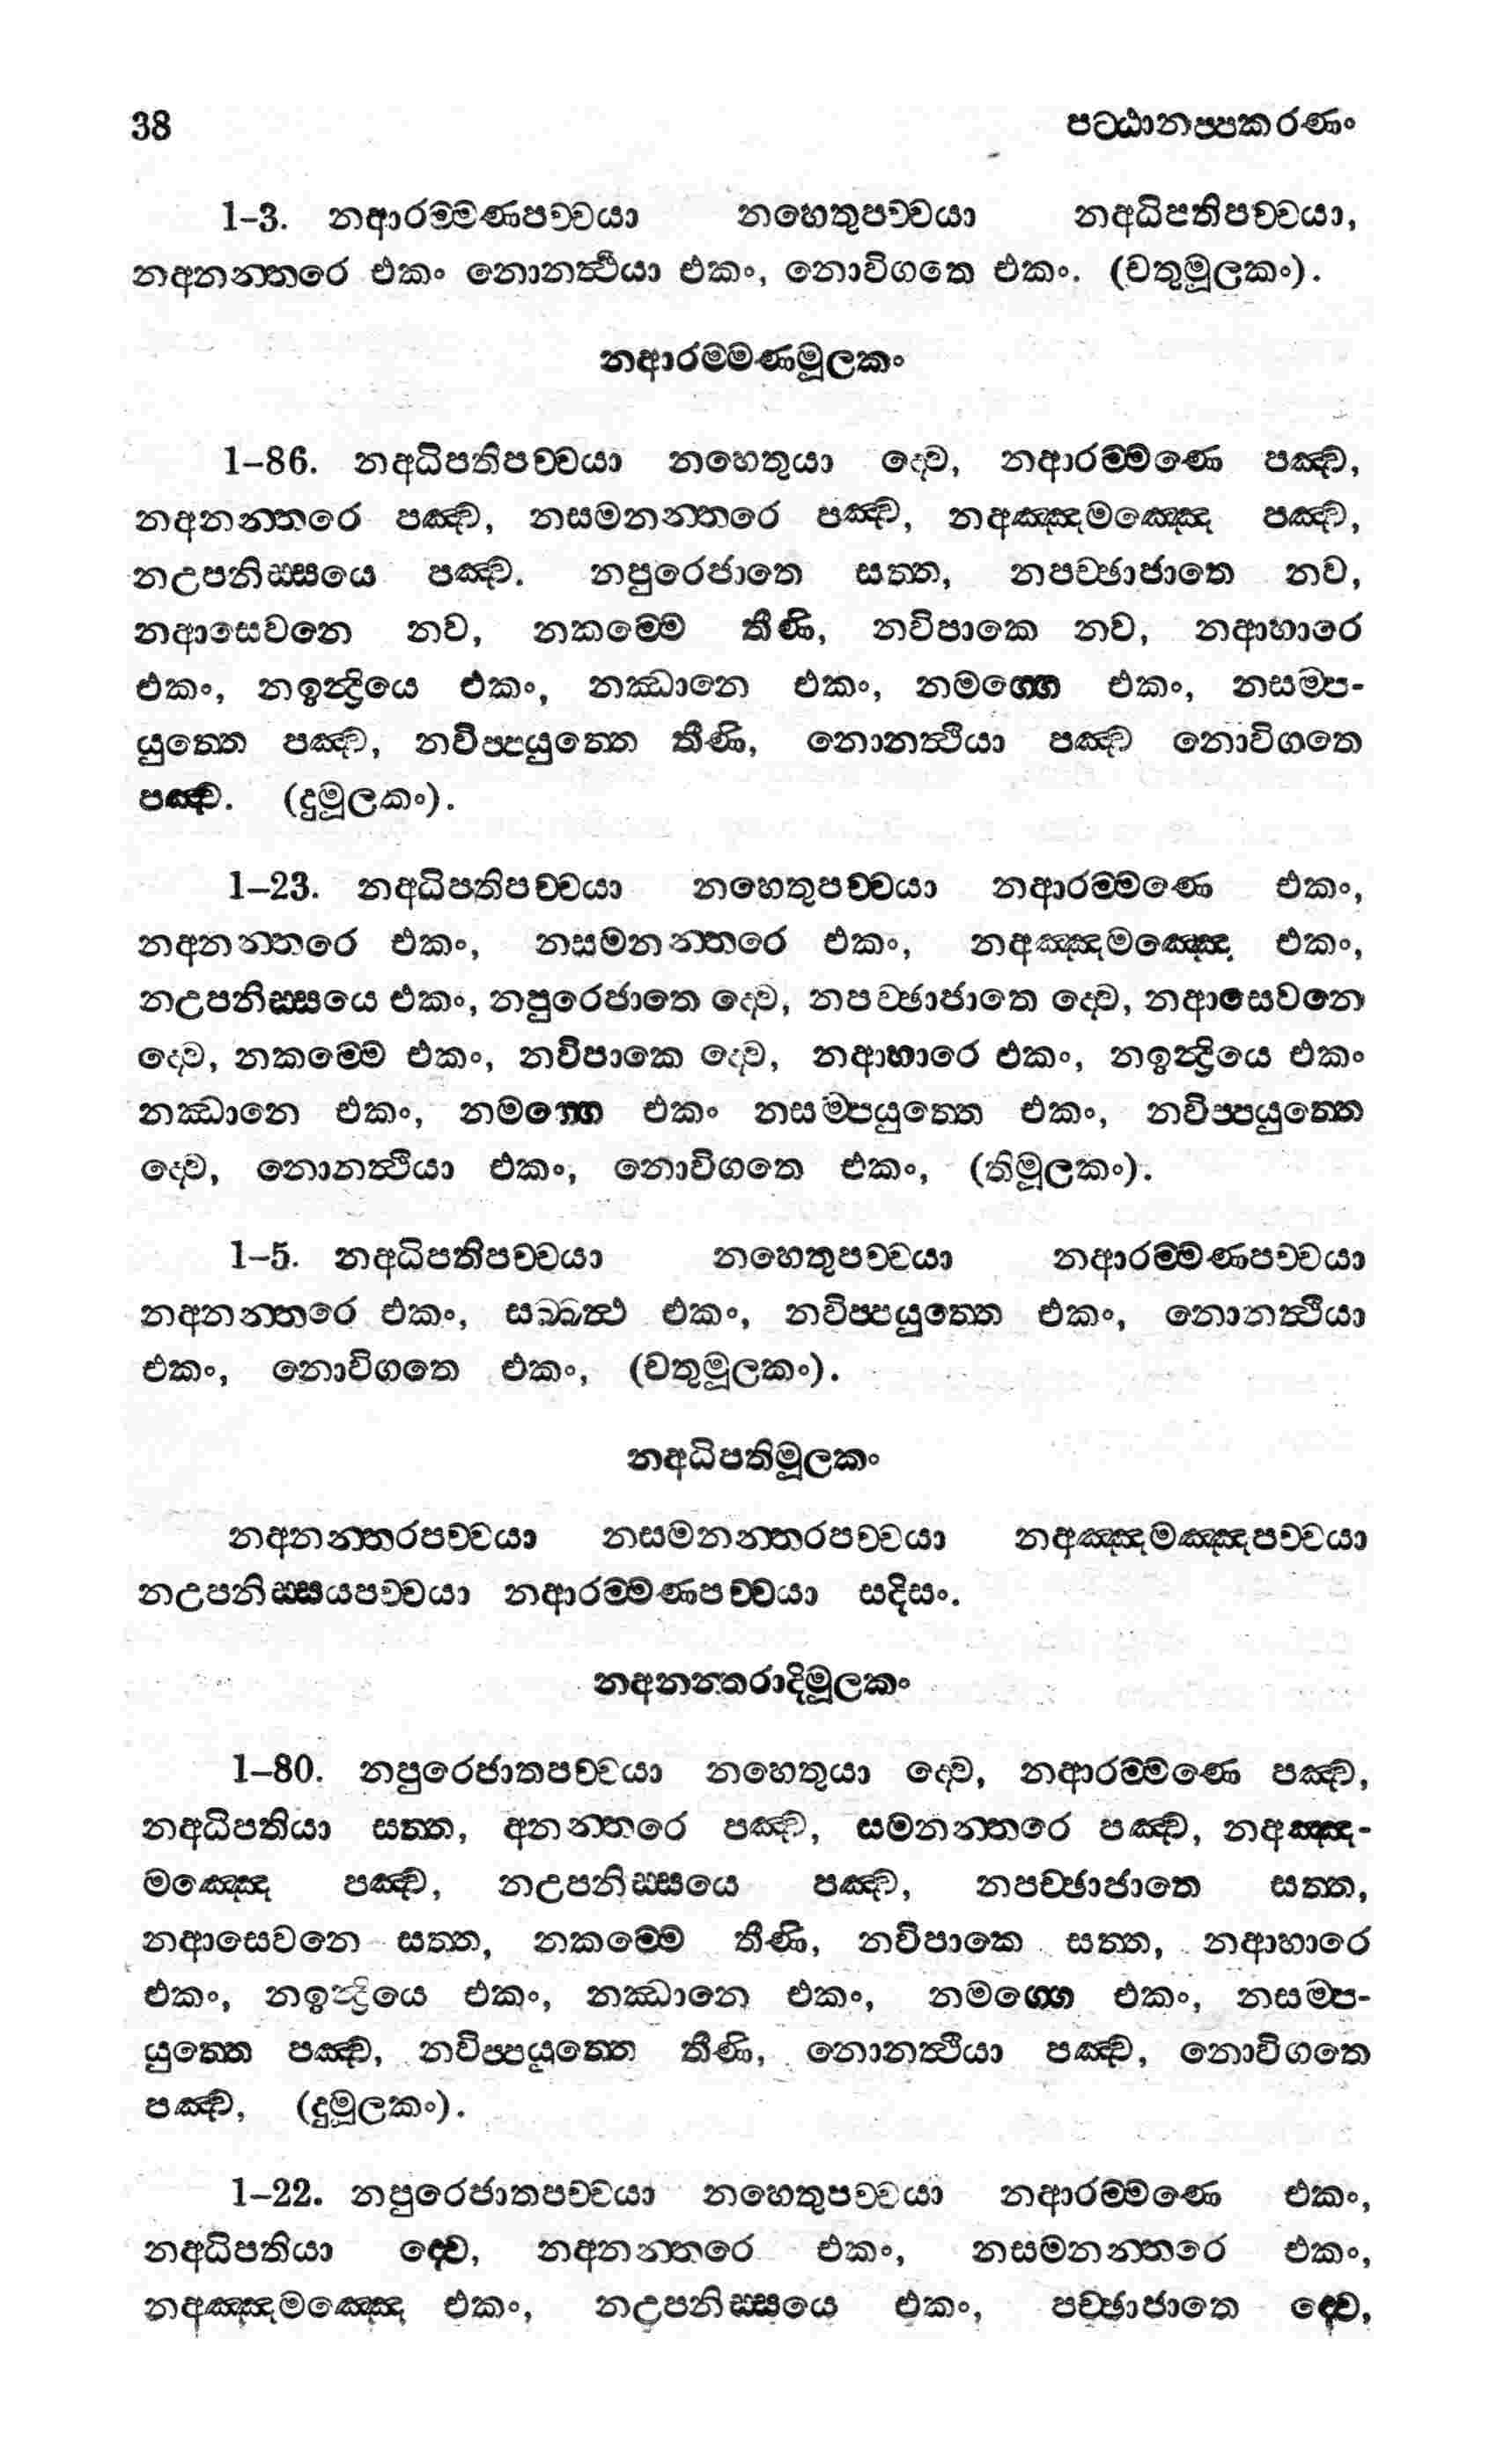 38 පට්ඨානප්පකරණං
1–3. නආරම්මණපච්චයා නහෙතුපච්චයා නඅධිපතිපච්චයා,
නඅනන්තරෙ එකං නොනත්ථියා එකං, නොවිගතෙ එකං. (චතුමූලකං).
නආරම්මණමූලකං
1–86. නඅධිපතිපච්චයා නහෙතුයා ද්වෙ, නආරම්මණෙ පඤ්ච,
නඅනන්තරෙ පඤ්ච, නසමනන්තරෙ පඤ්ච, නඅඤ්ඤමඤ්ඤෙ පඤ්ච,
නඋපනිස්සයෙ පඤ්ච. නපුරෙජාතෙ සත්ත, නපච්ඡාජාතෙ නව,
නආසෙවනෙ නව, නකම්මෙ තීණි, නවිපාකෙ නව, නආහාරෙ
එකං, නඉන්ද්‍රියෙ එකං, නඣානෙ එකං, නමග්ගෙ එකං, නසම්ප-
යුත්තෙ පඤ්ච, නවිප්පයුත්තෙ තීණි, නොනත්ථියා පඤ්ච නොවිගතෙ
පඤ්ච. (දුමූලකං).
1–23. නඅධිපතිපච්චයා නහෙතුපච්චයා නආරම්මණෙ එකං,
නඅනන්තරෙ එකං, නසමනන්තරෙ එකං, නඅඤ්ඤමඤ්ඤෙ එකං,
නඋපනිස්සයෙ එකං, නපුරෙජාතෙ ද්වෙ, නපච්ඡාජාතෙ ද්වෙ, නආසෙවනෙ
ද්වෙ, නකම්මෙ එකං, නවිපාකෙ ද්වෙ, නආහාරෙ එකං, නඉන්ද්‍රියෙ එකං
නඣානෙ එකං, නමග්ගෙ එකං නසම්පයුත්තෙ එකං, නවිප්පයුත්තෙ
ද්වෙ, නොනත්ථියා එකං, නොවිගතෙ එකං, (තිමූලකං).
1–5. නඅධිපතිපච්චයා නහෙතුපච්චයා නආරම්මණපච්චයා
නඅනන්තරෙ එකං, සබ්බත්ථ එකං, නවිප්පයුත්තෙ එකං, නොනත්ථියා
එකං, නොවිගතෙ එකං, (චතුමූලකං).
නඅධිපතිමූලකං
නඅනන්තරපච්චයා නසමනන්තරපච්චයා නඅඤ්ඤමඤ්ඤපච්චයා
නඋපනිස්සයපච්චයා නආරම්මණපච්චයා සදිසං.
නඅනන්තරාදිමූලකං
1–80. නපුරෙජාතපච්චයා නහෙතුයා ද්වෙ, නආරම්මණෙ පඤ්ච,
නඅධිපතියා සත්ත, අනන්තරෙ පඤ්ච, සමනන්තරෙ පඤ්ච, නඅඤ්ඤ-
මඤ්ඤෙ පඤ්ච, නඋපනිස්සයෙ පඤ්ච, නපච්ඡාජාතෙ සත්ත,
නආසෙවනෙ සත්ත, නකම්මෙ තීණි, නවිපාකෙ සත්ත, නආහාරෙ
එකං, නඉන්ද්‍රියෙ එකං, නඣානෙ එකං, නමග්ගෙ එකං, නසම්ප-
යුත්තෙ පඤ්ච, නවිප්පයුත්තෙ තීණි, නොනත්ථියා පඤ්ච, නොවිගතෙ
පඤ්ච, (දුමූලකං).
1–22. නපුරෙජාතපච්චයා නහෙතුපච්චයා නආරම්මණෙ එකං,
නඅධිපතියා ද්වෙ, නඅනන්තරෙ එකං, නසමනන්තරෙ එකං,
නඅඤ්ඤමඤ්ඤෙ එකං, නඋපනිස්සයෙ එකං, පච්ඡාජාතෙ ද්වෙ,